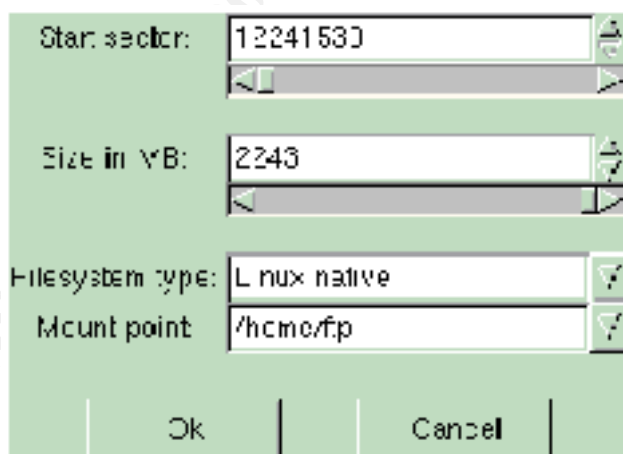 Start sector: 12241530
Size in MB: 2243
Filesystem type: Linux native
Mount point: /home/ftp
Ok Cancel